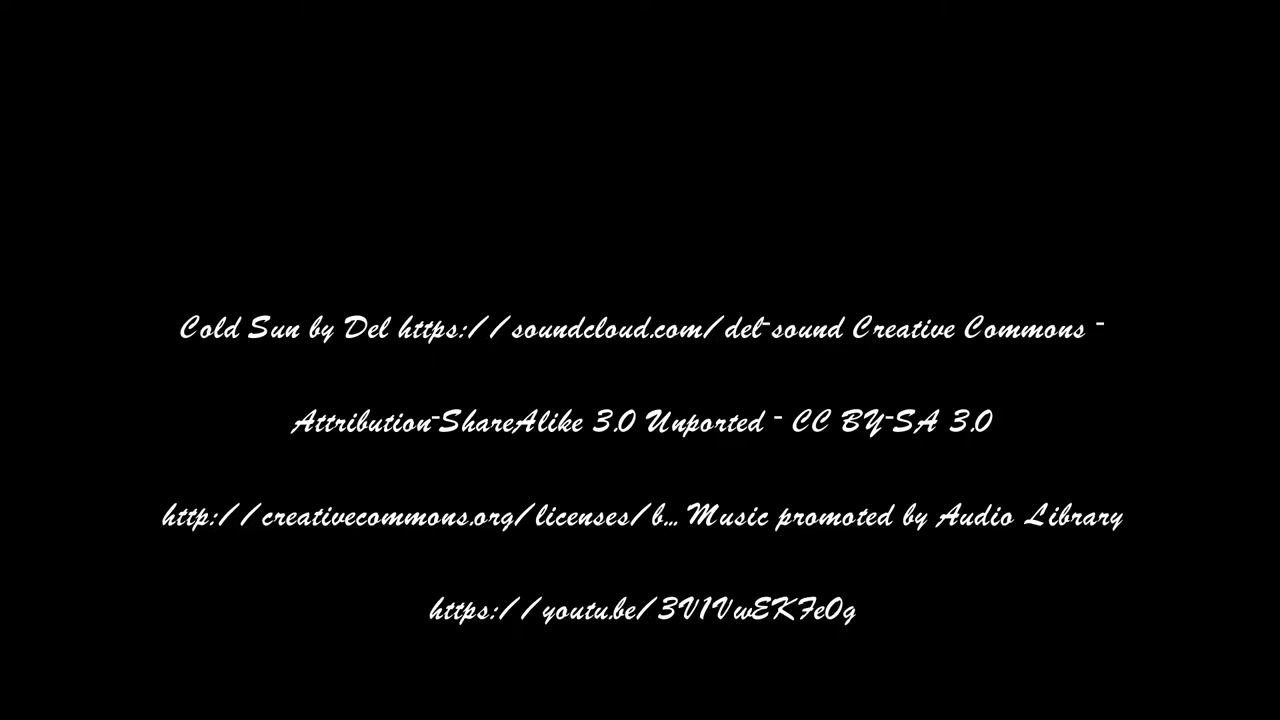 Cold Sun by Del https://soundcloud.com/del-sound Creative Commons -
Attribution-ShareAlike 3.0 Unported - CC BY-SA 3.0
http://creativecommons.org/licenses/b... Music promoted by Audio Library
https://youtu.be/3V1VwEKFe0g